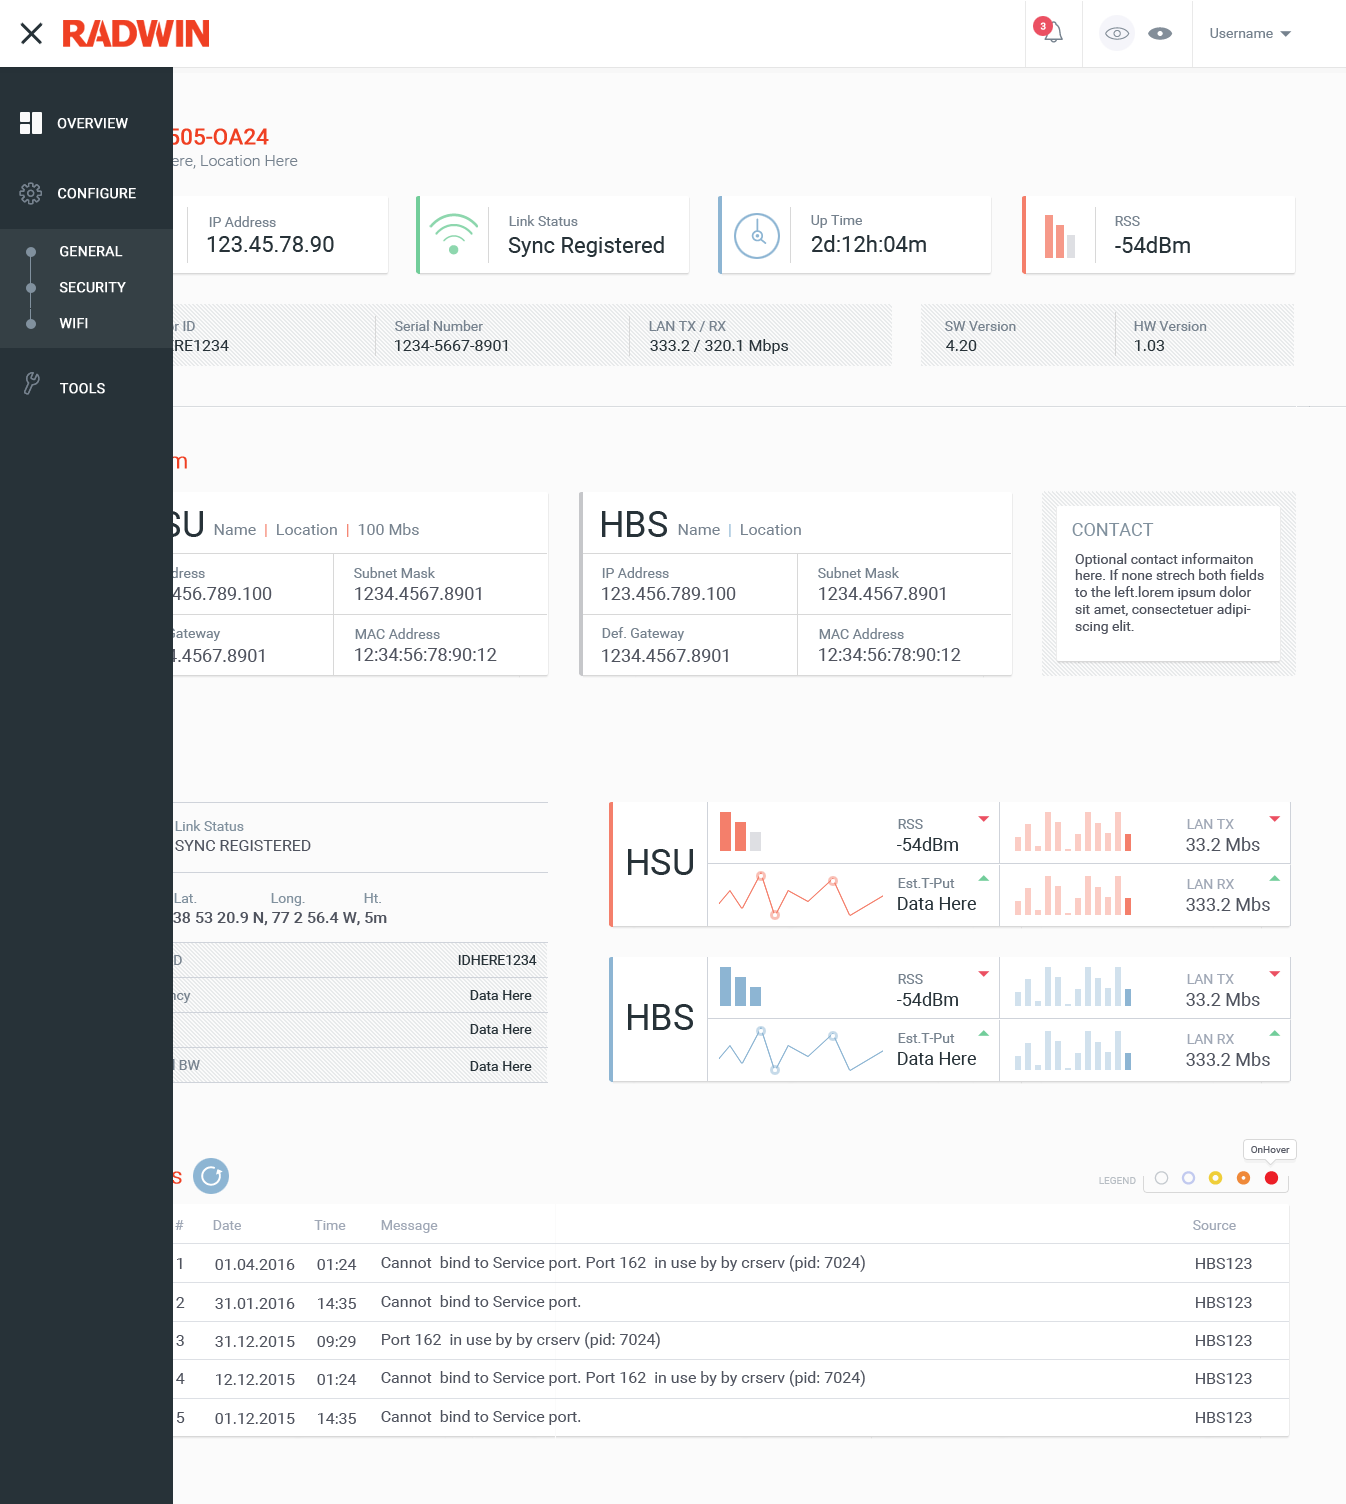 RADWIN
3
Username
OVERVIEW
CONFIGURE
GENERAL
SECURITY
WIFI
TOOLS
505-OA24
ere, Location Here
IP Address
123.45.78.90
Link Status
Sync Registered
Up Time
2d:12h:04m
RSS
-54dBm
r ID
ERE1234
Serial Number
1234-5667-8901
LAN TX / RX
333.2 / 320.1 Mbps
SW Version
4.20
HW Version
1.03
m
SU Name | Location | 100 Mbs
dress
456.789.100
Subnet Mask
1234.4567.8901
Gateway
4.4567.8901
MAC Address
12:34:56:78:90:12
HBS Name | Location
IP Address
123.456.789.100
Subnet Mask
1234.4567.8901
Def. Gateway
1234.4567.8901
MAC Address
12:34:56:78:90:12
CONTACT
Optional contact informaiton
here. If none strech both fields
to the left.lorem ipsum dolor
sit amet, consectetuer adipi-
scing elit.
Link Status
SYNC REGISTERED
Lat. Long. Ht.
38 53 20.9 N, 77 2 56.4 W, 5m
D IDHERE1234
ncy Data Here
Data Here
d BW Data Here
HSU
RSS
-54dBm
LAN TX
33.2 Mbs
Est.T-Put
Data Here
LAN RX
333.2 Mbs
HBS
RSS
-54dBm
LAN TX
33.2 Mbs
Est.T-Put
Data Here
LAN RX
333.2 Mbs
s
OnHover
LEGEND
# Date Time Message Source
1 01.04.2016 01:24 Cannot  bind to Service port. Port 162  in use by by crserv (pid: 7024) HBS123
2 31.01.2016 14:35 Cannot  bind to Service port. HBS123
3 31.12.2015 09:29 Port 162  in use by by crserv (pid: 7024) HBS123
4 12.12.2015 01:24 Cannot  bind to Service port. Port 162  in use by by crserv (pid: 7024) HBS123
5 01.12.2015 14:35 Cannot  bind to Service port. HBS123